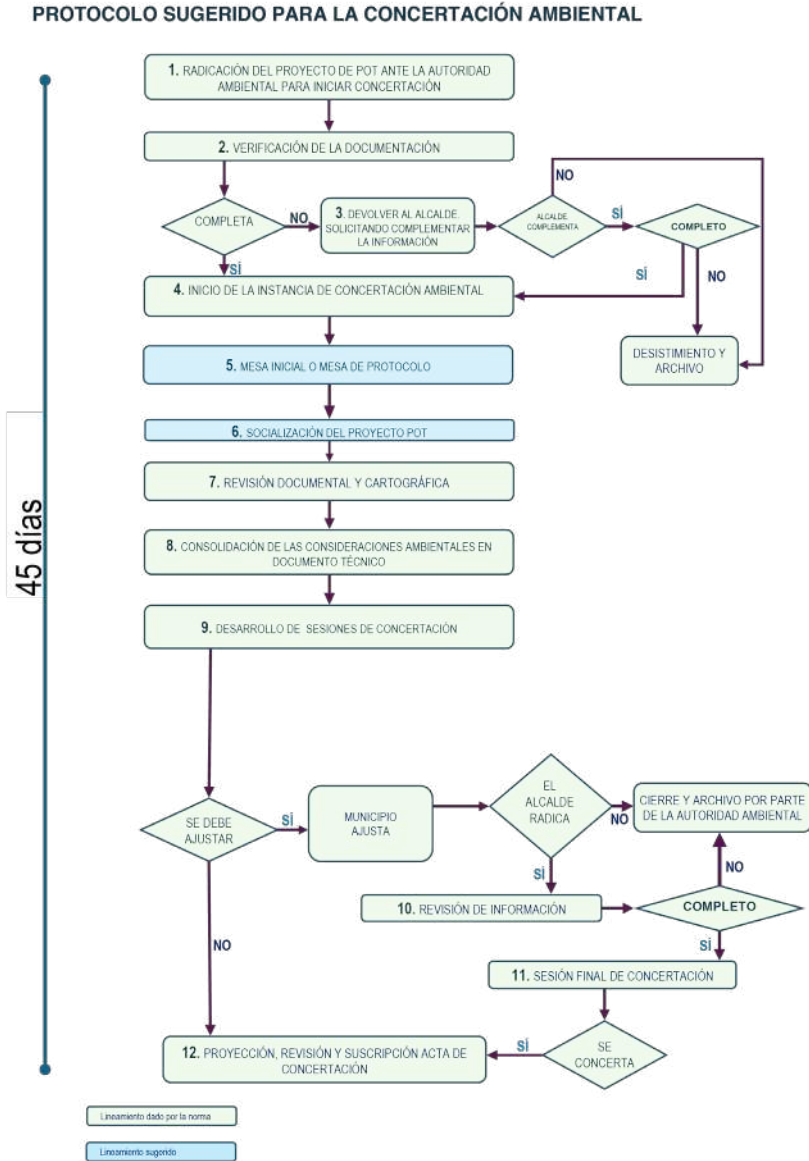 PROTOCOLO SUGERIDO PARA LA CONCERTACIÓN AMBIENTAL
1. RADICACIÓN DEL PROYECTO DE POT ANTE LA AUTORIDAD
AMBIENTAL PARA INICIAR CONCERTACIÓN
2. VERIFICACIÓN DE LA DOCUMENTACIÓN
COMPLETA
NO
3. DEVOLVER AL ALCALDE.
SOLICITANDO COMPLEMENTAR
LA INFORMACIÓN
ALCALDE
COMPLEMENTA
NO
SÍ
COMPLETO
SÍ
SÍ
NO
4. INICIO DE LA INSTANCIA DE CONCERTACIÓN AMBIENTAL
DESISTIMIENTO Y
ARCHIVO
5. MESA INICIAL O MESA DE PROTOCOLO
6. SOCIALIZACIÓN DEL PROYECTO POT
7. REVISIÓN DOCUMENTAL Y CARTOGRÁFICA
45 días
8. CONSOLIDACIÓN DE LAS CONSIDERACIONES AMBIENTALES EN
DOCUMENTO TÉCNICO
9. DESARROLLO DE SESIONES DE CONCERTACIÓN
SE DEBE
AJUSTAR
SÍ
MUNICIPIO
AJUSTA
EL
ALCALDE
RADICA
NO
CIERRE Y ARCHIVO POR PARTE
DE LA AUTORIDAD AMBIENTAL
SÍ
NO
10. REVISIÓN DE INFORMACIÓN
COMPLETO
NO
SÍ
11. SESIÓN FINAL DE CONCERTACIÓN
SE
CONCERTA
SÍ
12. PROYECCIÓN, REVISIÓN Y SUSCRIPCIÓN ACTA DE
CONCERTACIÓN
Lineamiento dado por la norma
Lineamiento sugerido